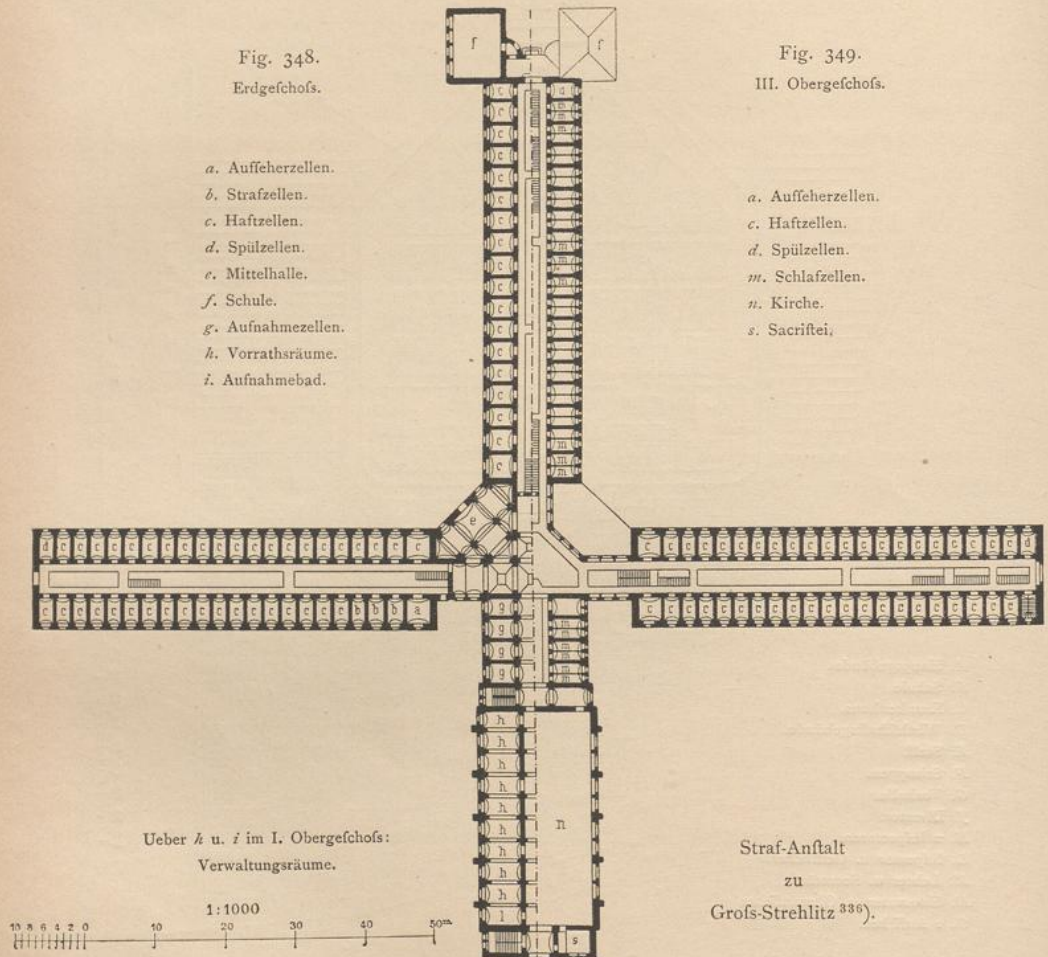 Fig. 348.
Erdgeſchoſs.
a. Auffeherzellen.
b. Strafzellen.
c. Haftzellen.
d. Spülzellen.
e. Mittelhalle.
f. Schule.
g. Aufnahmezellen.
h. Vorrathsräume.
i. Aufnahmebad.
Fig. 349.
III. Obergeſchoſs.
a. Auffeherzellen.
c. Haftzellen.
d. Spülzellen.
m. Schlafzellen.
n. Kirche.
s. Sacriſtei.
f f
c a
c m
c m
c m
c
c
c
c m
c m
c m
c
c
c
c
c
c m
c m
c m
e
d c c c c c c c c c c c c c c c c c c c c
c c c c c c c c c c c c c c c c c c c c d
c c c c c c c c c c c c c c c c c b b b a
c c c c c c c c c c c c c c c c c c c c
g
g m
g m
g m
h
h
h
h
h
h
h
h
h
i
n
s
Ueber h u. i im I. Obergeſchoſs:
Verwaltungsräume.
1:1000
10 8 6 4 2 0 10 20 30 40 50m
Straf-Anſtalt
zu
Groſs-Strehlitz 336).